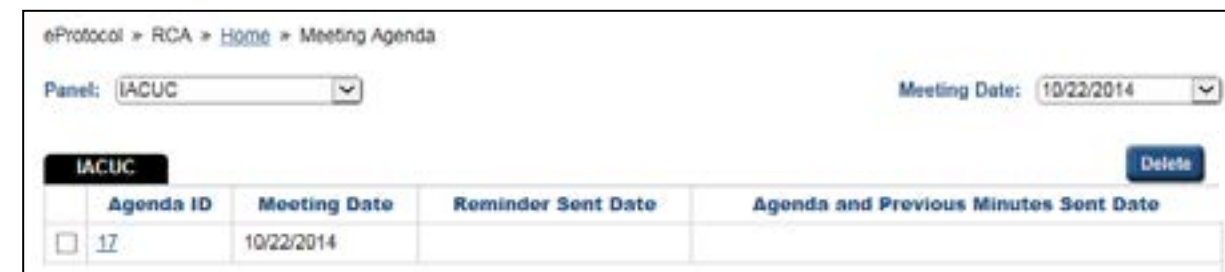 eProtocol » RCA » Home » Meeting Agenda
Panel: IACUC Meeting Date: 10/22/2014
IACUC Delete
Agenda ID Meeting Date Reminder Sent Date Agenda and Previous Minutes Sent Date
17 10/22/2014